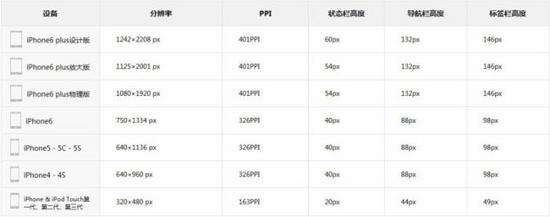 设备 分辨率 PPI 状态栏高度 导航栏高度 标签栏高度
iPhone6 plus设计版 1242×2208 px 401PPI 60px 132px 146px
iPhone6 plus放大版 1125×2001 px 401PPI 54px 132px 146px
iPhone6 plus物理版 1080×1920 px 401PPI 54px 132px 146px
iPhone6 750×1334 px 326PPI 40px 88px 98px
iPhone5 - 5C - 5S 640×1136 px 326PPI 40px 88px 98px
iPhone4 - 4S 640×960 px 326PPI 40px 88px 98px
iPhone & iPod Touch第
一代、第二代、第三代 320×480 px 163PPI 20px 44px 49px